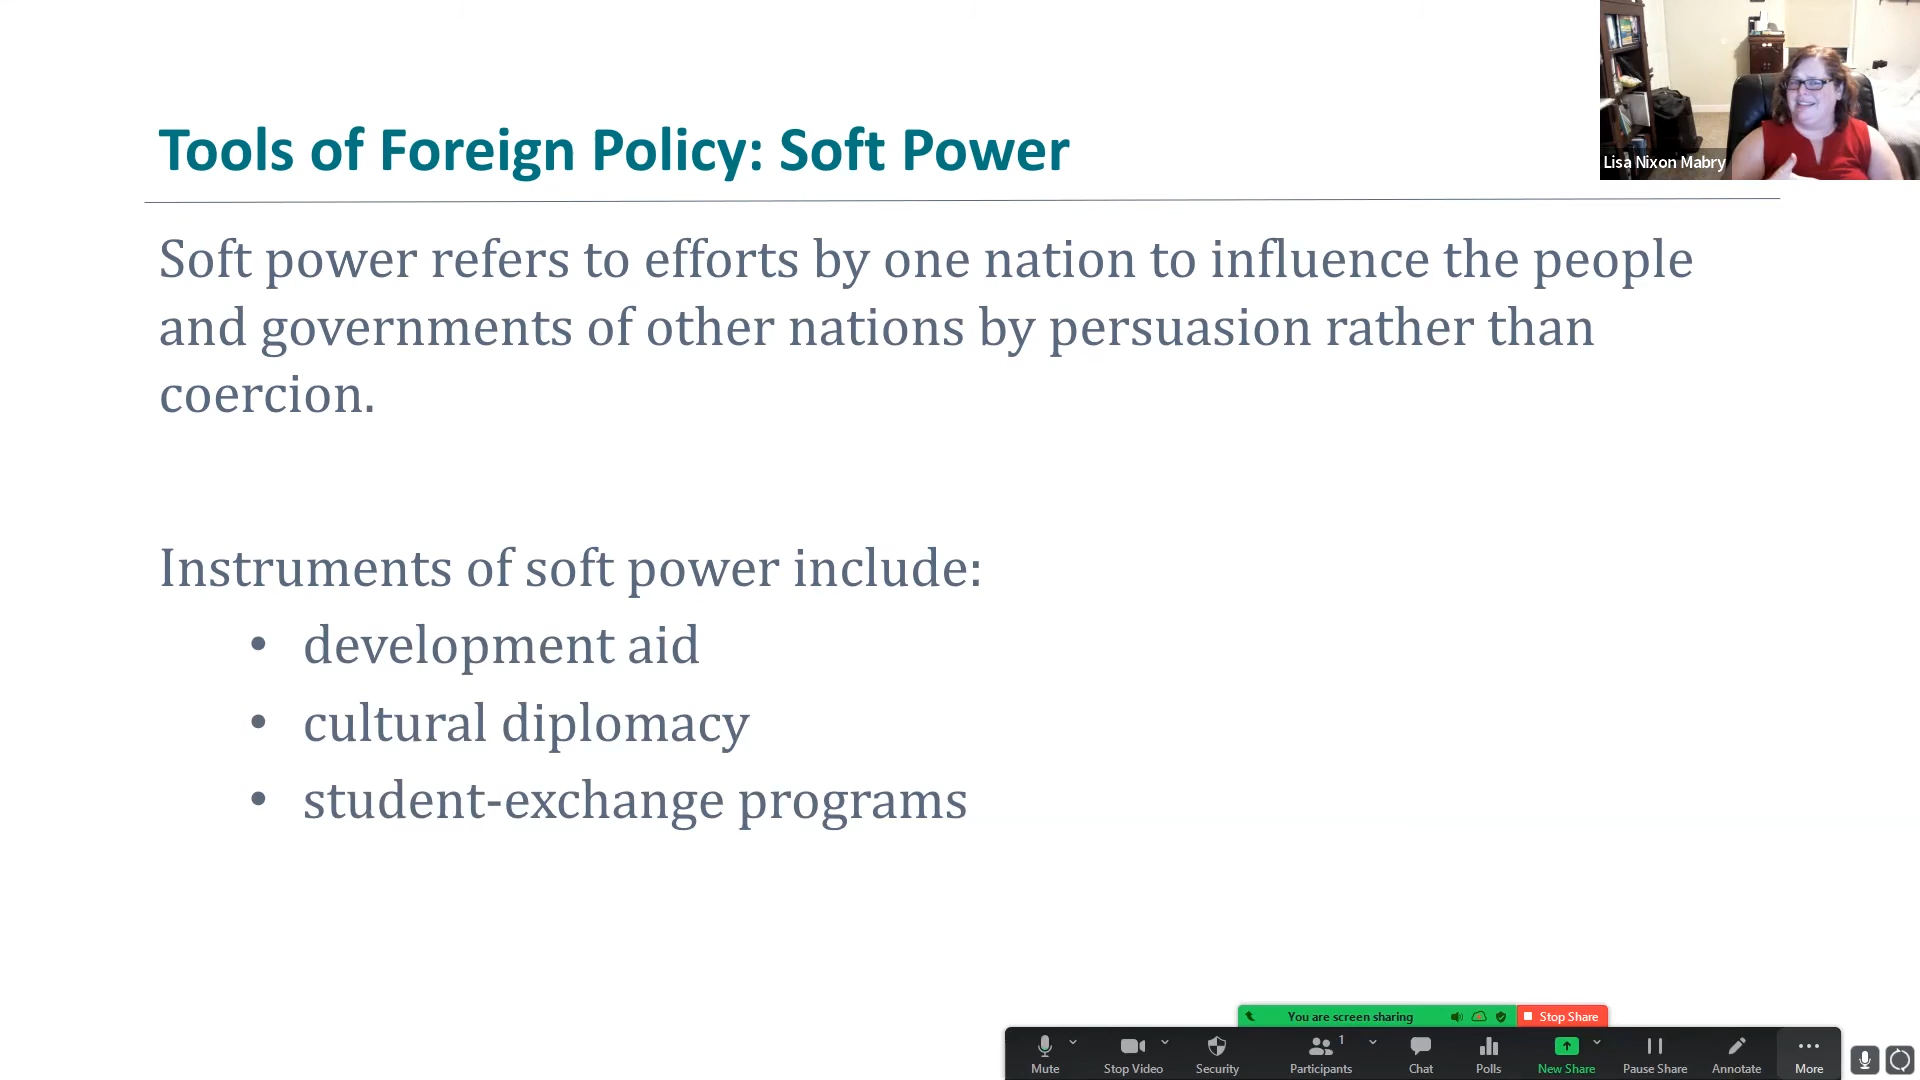 Tools of Foreign Policy: Soft Power
Lisa Nixon Mabry
Soft power refers to efforts by one nation to influence the people
and governments of other nations by persuasion rather than
coercion.
Instruments of soft power include:
• development aid
• cultural diplomacy
• student-exchange programs
You are screen sharing
Stop Share
Mute
Stop Video
Security
1
Participants
Chat
Polls
New Share
Pause Share
Annotate
More